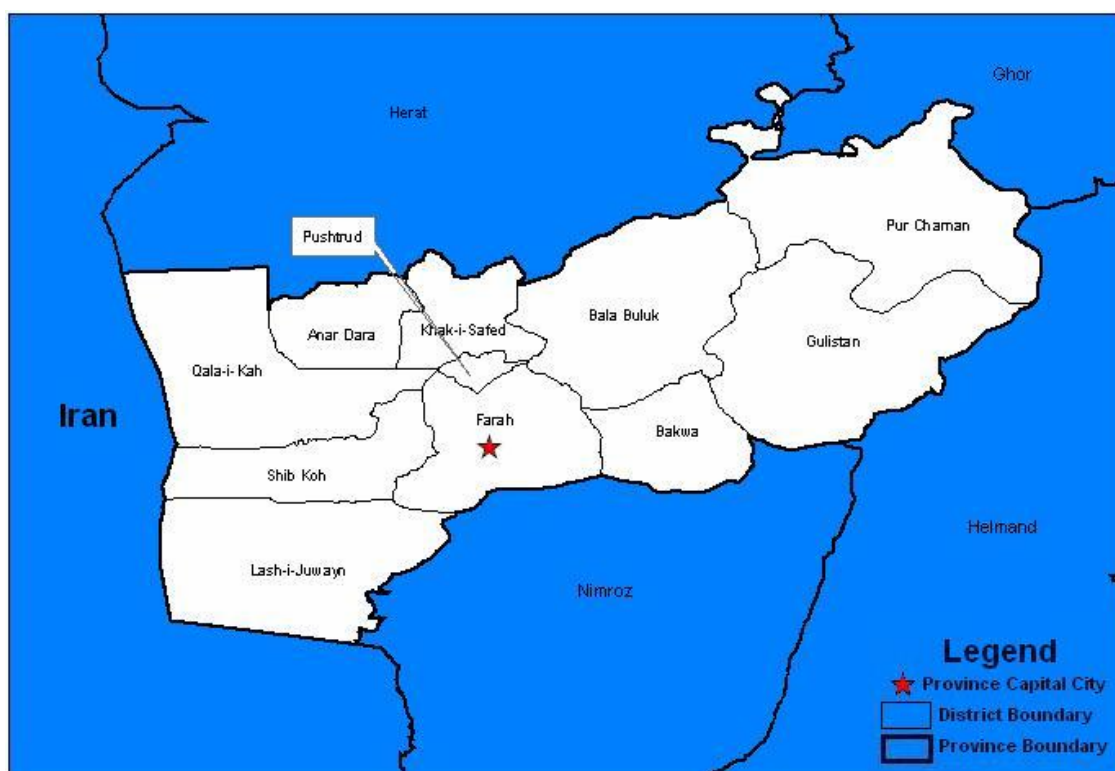 Ghor
Herat
Pushtrud
Pur Chaman
Bala Buluk
Khak-i-Safed
Anar Dara
Gulistan
Qala-i-Kah
Iran
Farah
Bakwa
Shib Koh
Helmand
Lash-i-Juwayn
Nimroz
Legend
Province Capital City
District Boundary
Province Boundary